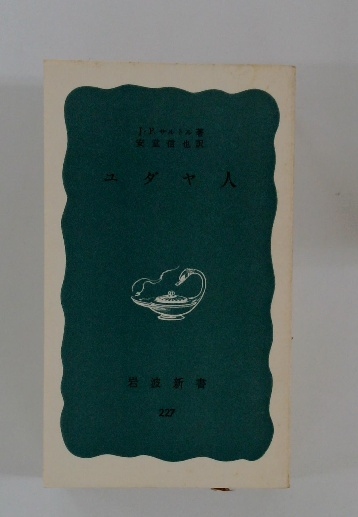 J・P・サルトル 著
安堂信也 訳
ユダヤ人
岩波新書
227